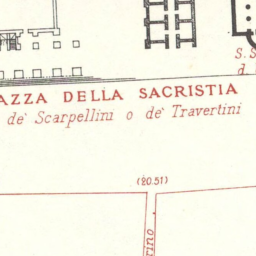 S. S
d.
AZZA DELLA SACRISTIA
de' Scarpellini o de' Travertini
(20.51)
rino